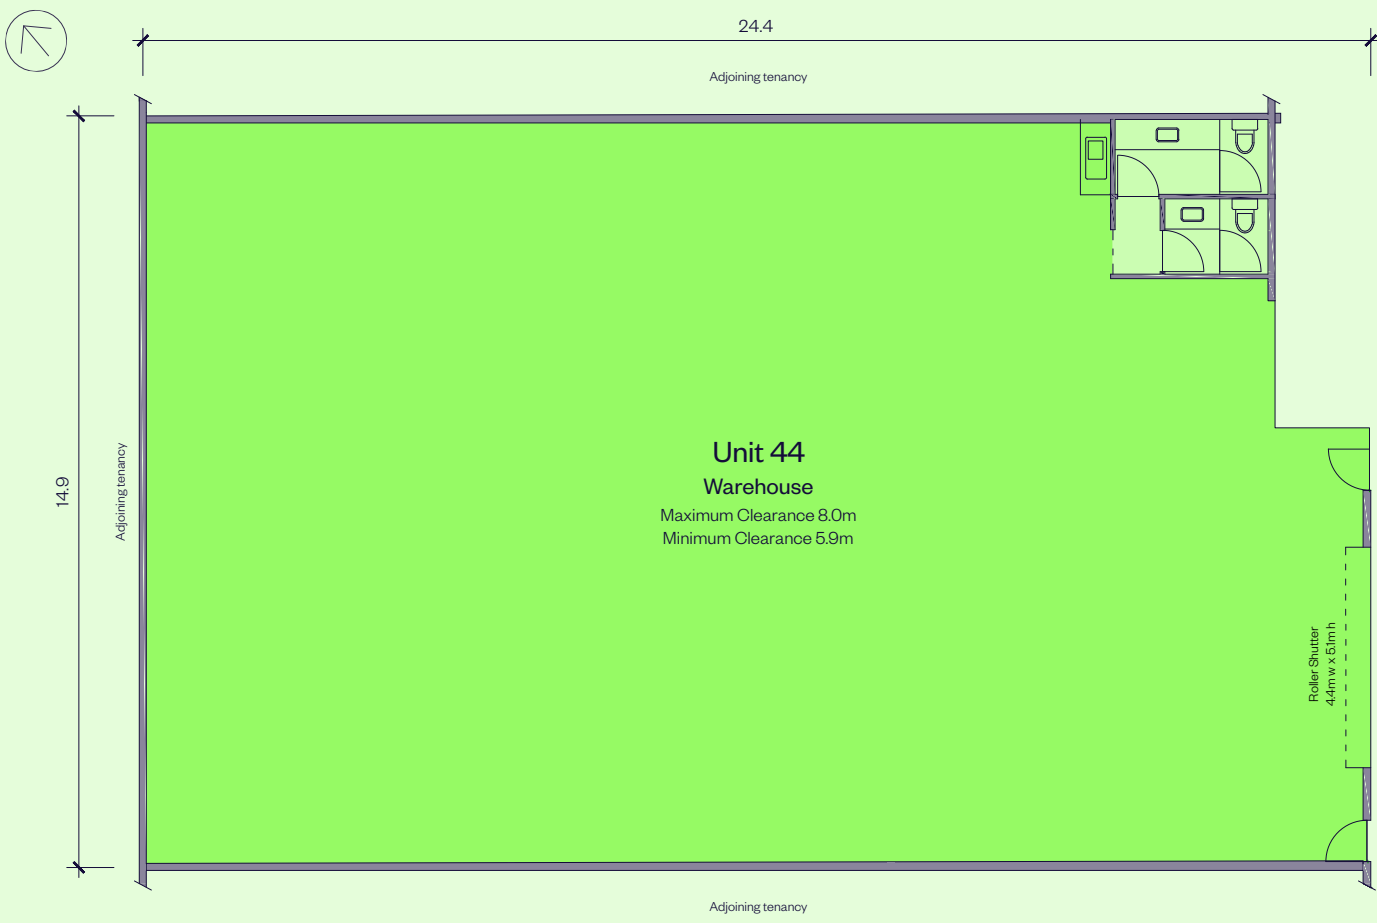 24.4
Adjoining tenancy
14.9
Adjoining tenancy
Unit 44
Warehouse
Maximum Clearance 8.0m
Minimum Clearance 5.9m
Roller Shutter
4.4m w x 5.1m h
Adjoining tenancy